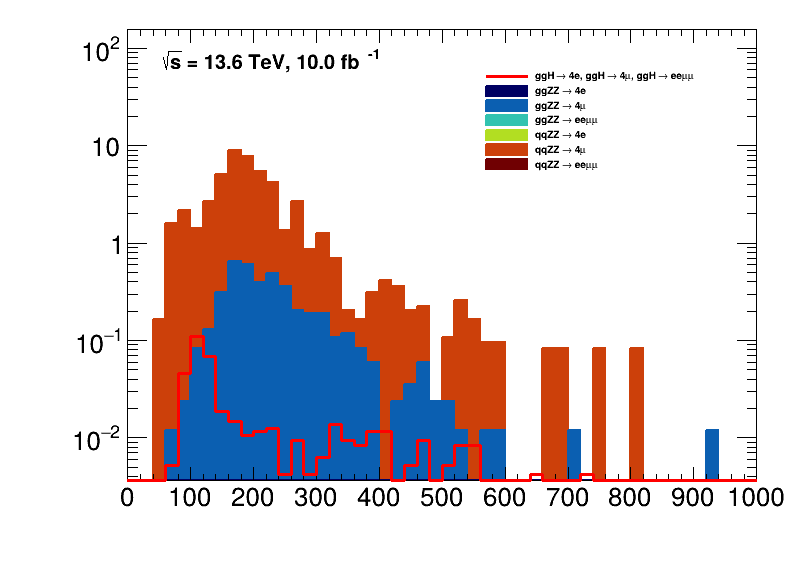 √s = 13.6 TeV, 10.0 fb⁻¹
ggH → 4e, ggH → 4μ, ggH → eeμμ
ggZZ → 4e
ggZZ → 4μ
ggZZ → eeμμ
qqZZ → 4e
qqZZ → 4μ
qqZZ → eeμμ
10²
10
1
10⁻¹
10⁻²
0 100 200 300 400 500 600 700 800 900 1000